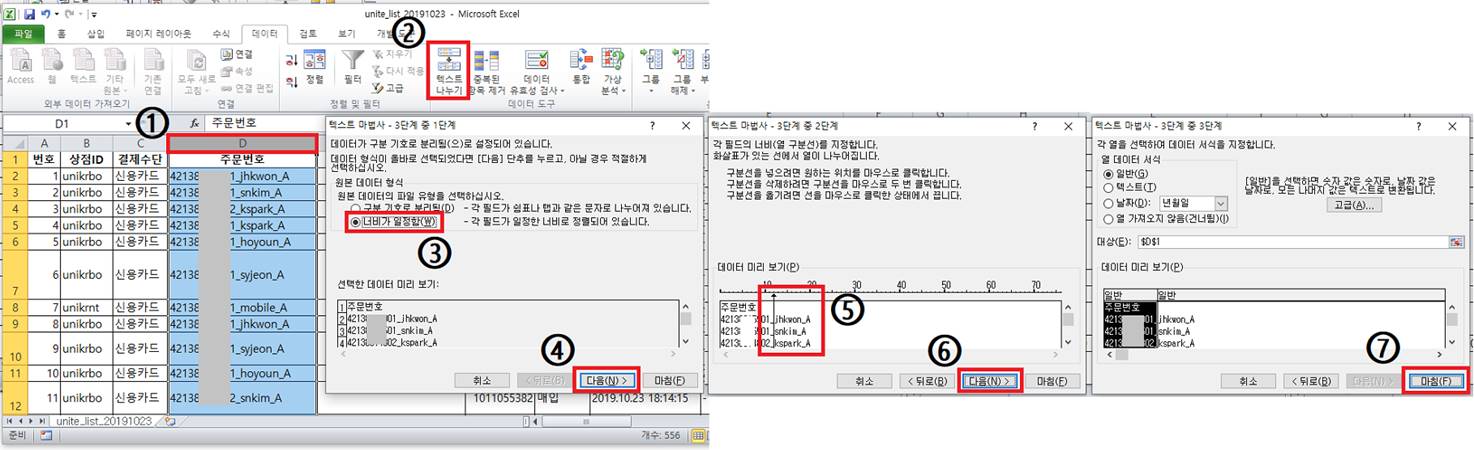 unite_list_20191023 - Microsoft Excel
파일 홈 삽입 페이지 레이아웃 수식 데이터 검토 보기 개발 도구
②
Access 웹 텍스트 기타 원본 기존 연결
외부 데이터 가져오기
모두 새로 고침 연결 속성 연결 편집
연결
정렬 필터 지우기 다시 적용 고급
정렬 및 필터
텍스트 나누기 중복된 항목 제거 데이터 유효성 검사 통합 가상 분석
데이터 도구
그룹 그룹 해제
D1 ① fx 주문번호
A B C D
1 번호 상점ID 결제수단 주문번호
2 1 unikrbo 신용카드 42138 1_jhkwon_A
3 2 unikrbo 신용카드 42138 1_snkim_A
4 3 unikrbo 신용카드 42138 2_kspark_A
5 4 unikrbo 신용카드 42138 1_kspark_A
6 5 unikrbo 신용카드 42138 1_hoyoun_A
7 6 unikrbo 신용카드 42138 1_syjeon_A
8 7 unikrnt 신용카드 42138 1_mobile_A
9 8 unikrbo 신용카드 42138 1_jhkwon_A
10 9 unikrbo 신용카드 42138 1_syjeon_A
11 10 unikrbo 신용카드 42138 1_hoyoun_A
12 11 unikrbo 신용카드 42138 2_snkim_A
1011055382 매입 2019.10.23 18:14:15
unite_list_20191023
준비 개수: 556
텍스트 마법사 - 3단계 중 1단계 ?
데이터가 구분 기호로 분리됨(으)로 설정되어 있습니다.
데이터 형식이 올바로 선택되었다면 [다음] 단추를 누르고, 아닐 경우 적절하게
선택하십시오.
원본 데이터 형식
원본 데이터의 파일 유형을 선택하십시오.
구분 기호로 분리됨(D) - 각 필드가 쉼표나 탭과 같은 문자로 나누어져 있습니다.
너비가 일정함(W) - 각 필드가 일정한 너비로 정렬되어 있습니다.
③
선택한 데이터 미리 보기:
1 주문번호
2 4213 01_jhkwon_A
3 4213 01_snkim_A
4 4213 02_kspark_A
④
취소 < 뒤로(B) 다음(N) > 마침(F)
텍스트 마법사 - 3단계 중 2단계 ?
각 필드의 너비(열 구분선)를 지정합니다.
화살표가 있는 선에서 열이 나누어집니다.
구분선을 넣으려면 원하는 위치를 마우스로 클릭합니다.
구분선을 삭제하려면 구분선을 마우스로 두 번 클릭합니다.
구분선을 옮기려면 선을 마우스로 클릭한 상태에서 끕니다.
데이터 미리 보기(P)
10 20 30 40 50 60 70
주문번호
4213 01_jhkwon_A
4213 01_snkim_A
4213 02_kspark_A
⑤
⑥
취소 < 뒤로(B) 다음(N) > 마침(F)
텍스트 마법사 - 3단계 중 3단계 ?
각 열을 선택하여 데이터 서식을 지정합니다.
열 데이터 서식
일반(G)
텍스트(T)
날짜(D): 년월일
열 가져오지 않음(건너뜀)(I)
[일반]을 선택하면 숫자 값은 숫자로, 날짜 값은
날짜로, 모든 나머지 값은 텍스트로 변환됩니다.
고급(A)...
대상(E): $D$1
데이터 미리 보기(P)
일반 일반
주문번호
4213 001_ jhkwon_A
4213 01_ snkim_A
4213 02_ kspark_A
⑦
취소 < 뒤로(B) 다음(N) > 마침(F)